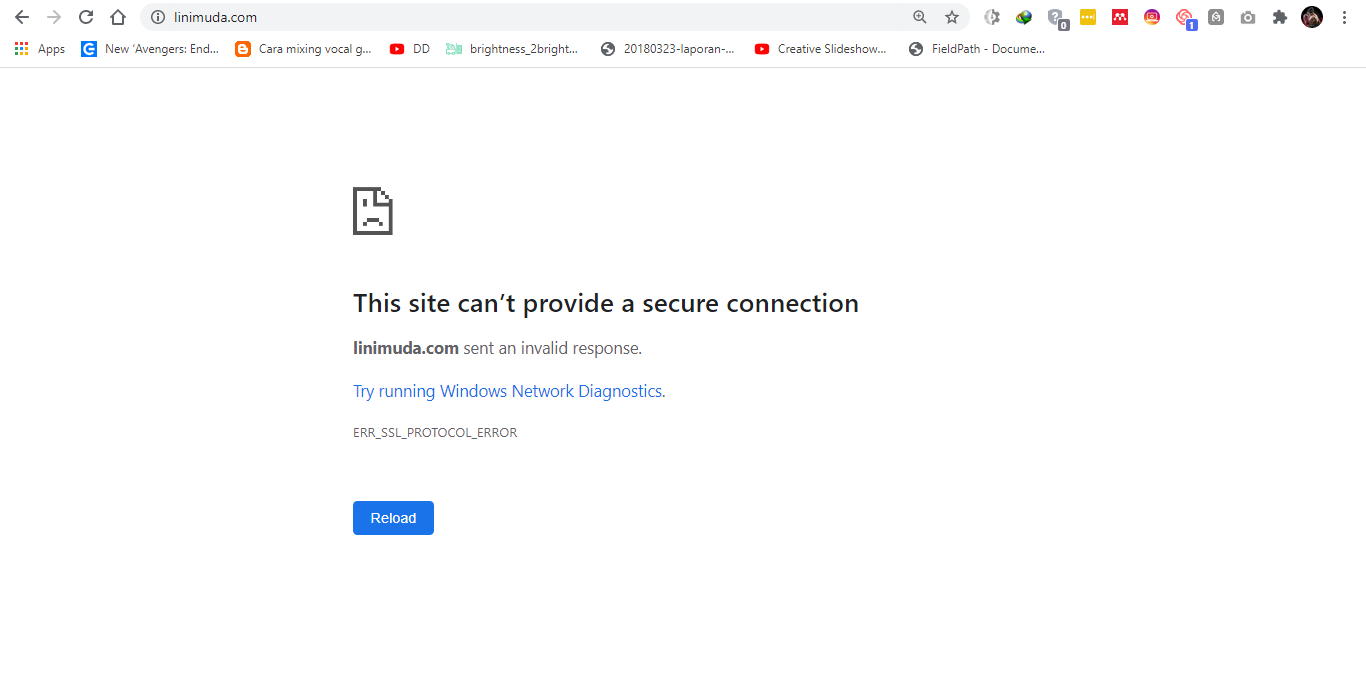 linimuda.com
0
1
Apps New ‘Avengers: End... Cara mixing vocal g... DD brightness_2bright... 20180323-laporan-... Creative Slideshow... FieldPath - Docume...
This site can’t provide a secure connection
linimuda.com sent an invalid response.
Try running Windows Network Diagnostics.
ERR_SSL_PROTOCOL_ERROR
Reload